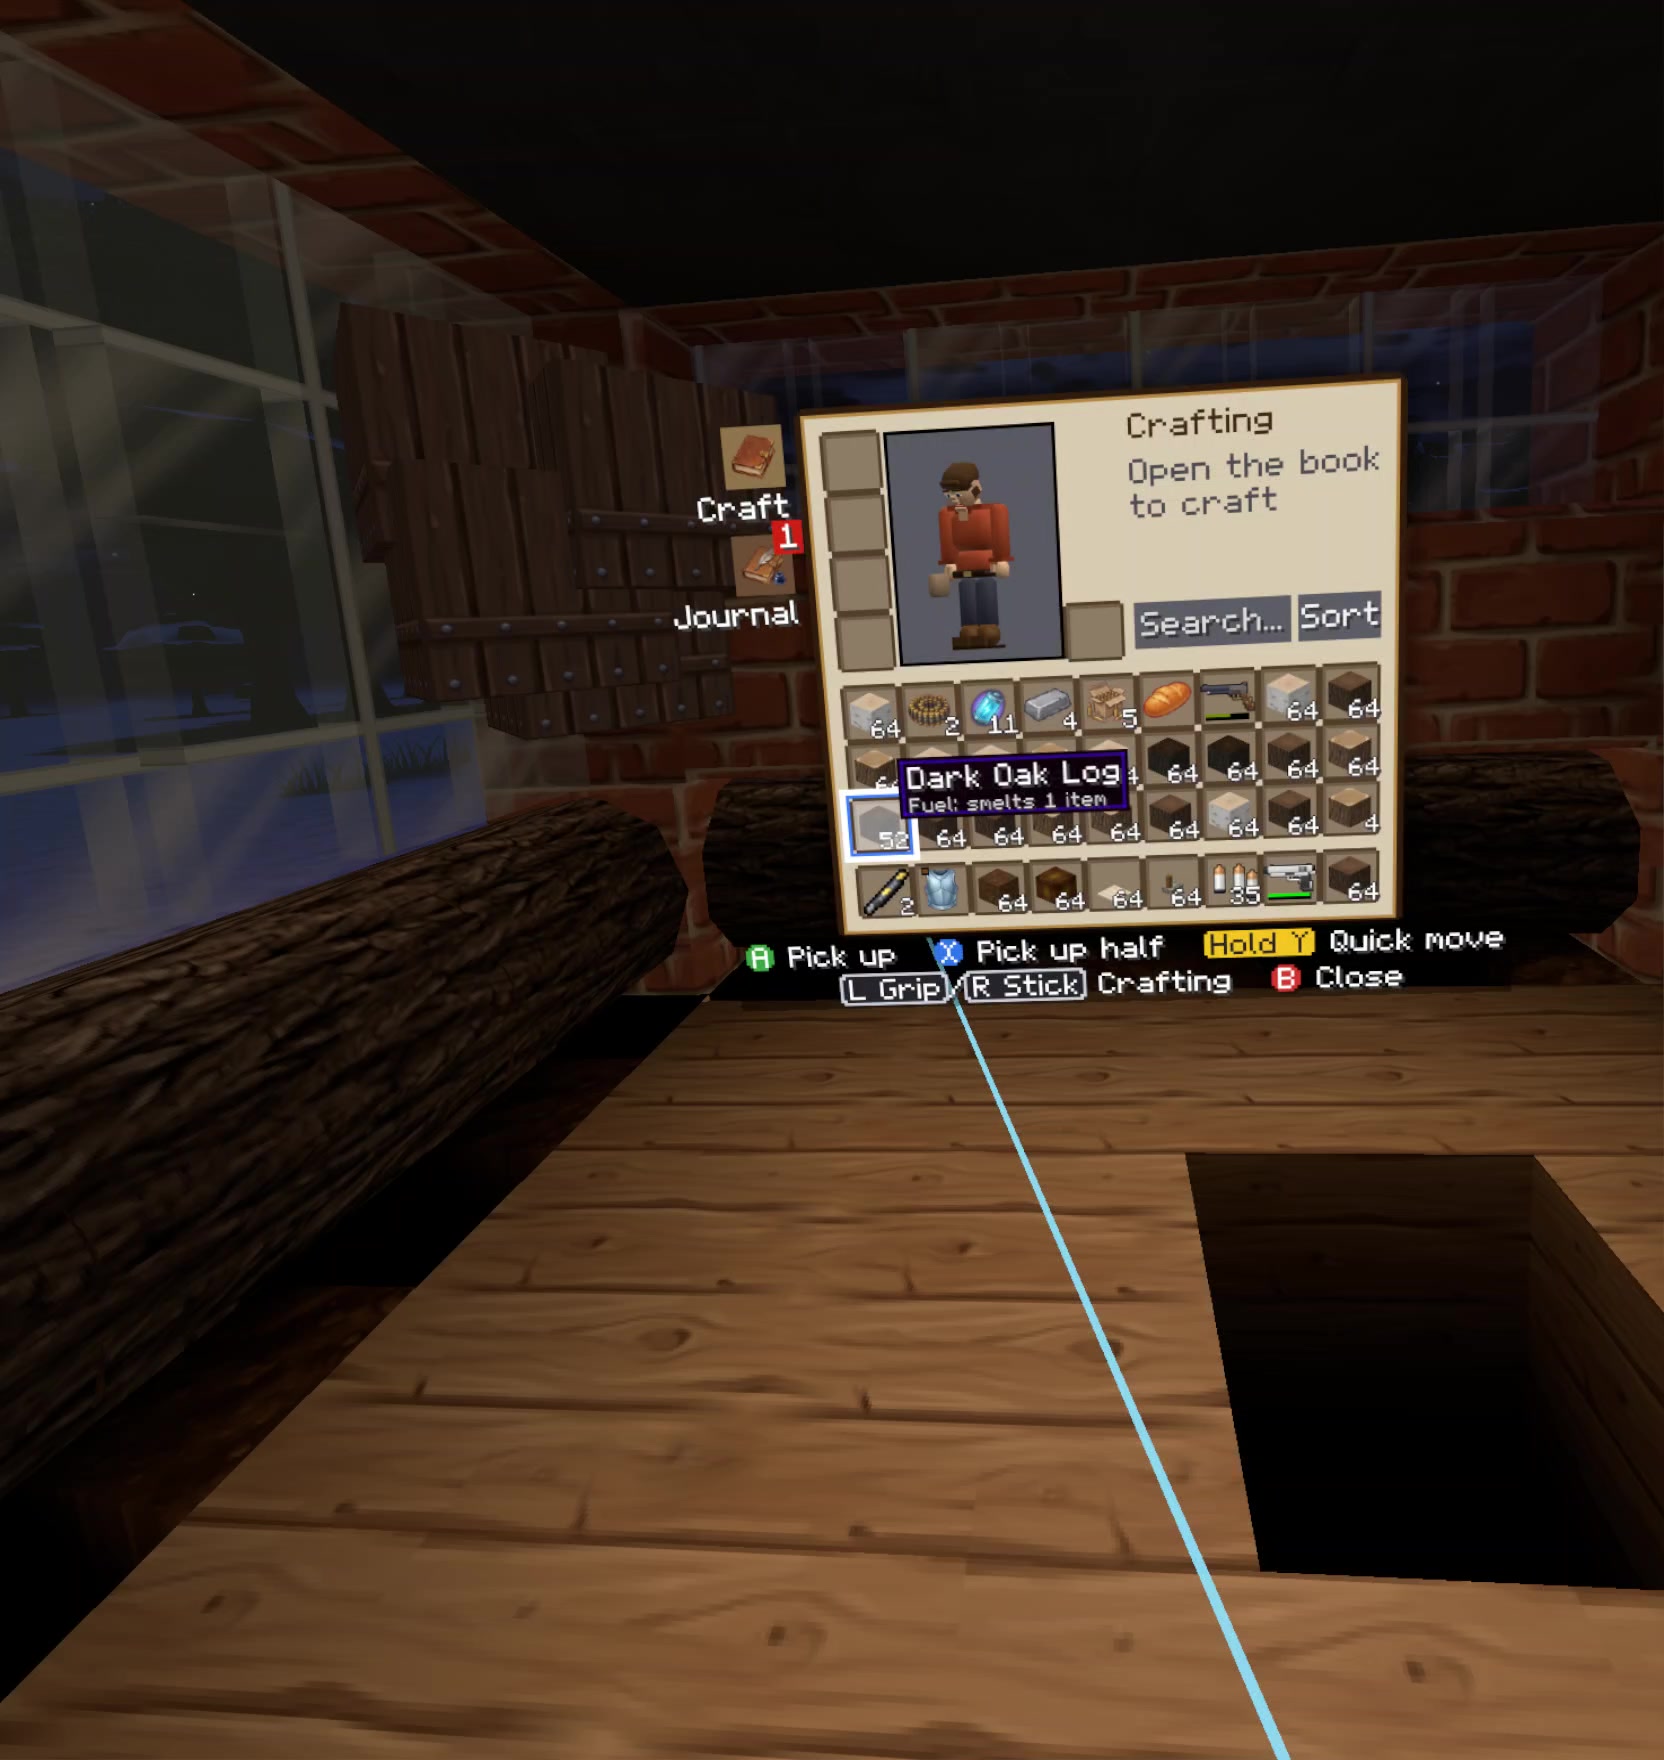 Crafting
Open the book
to craft
Craft
1
Journal
Search...
Sort
64
2
11
4
5
64
64
Dark Oak Log
Fuel: smelts 1 item
64
64
64
64
52
64
64
64
64
64
64
64
4
2
64
64
64
64
35
64
A Pick up
X Pick up half
Hold Y Quick move
L Grip/R Stick Crafting
B Close